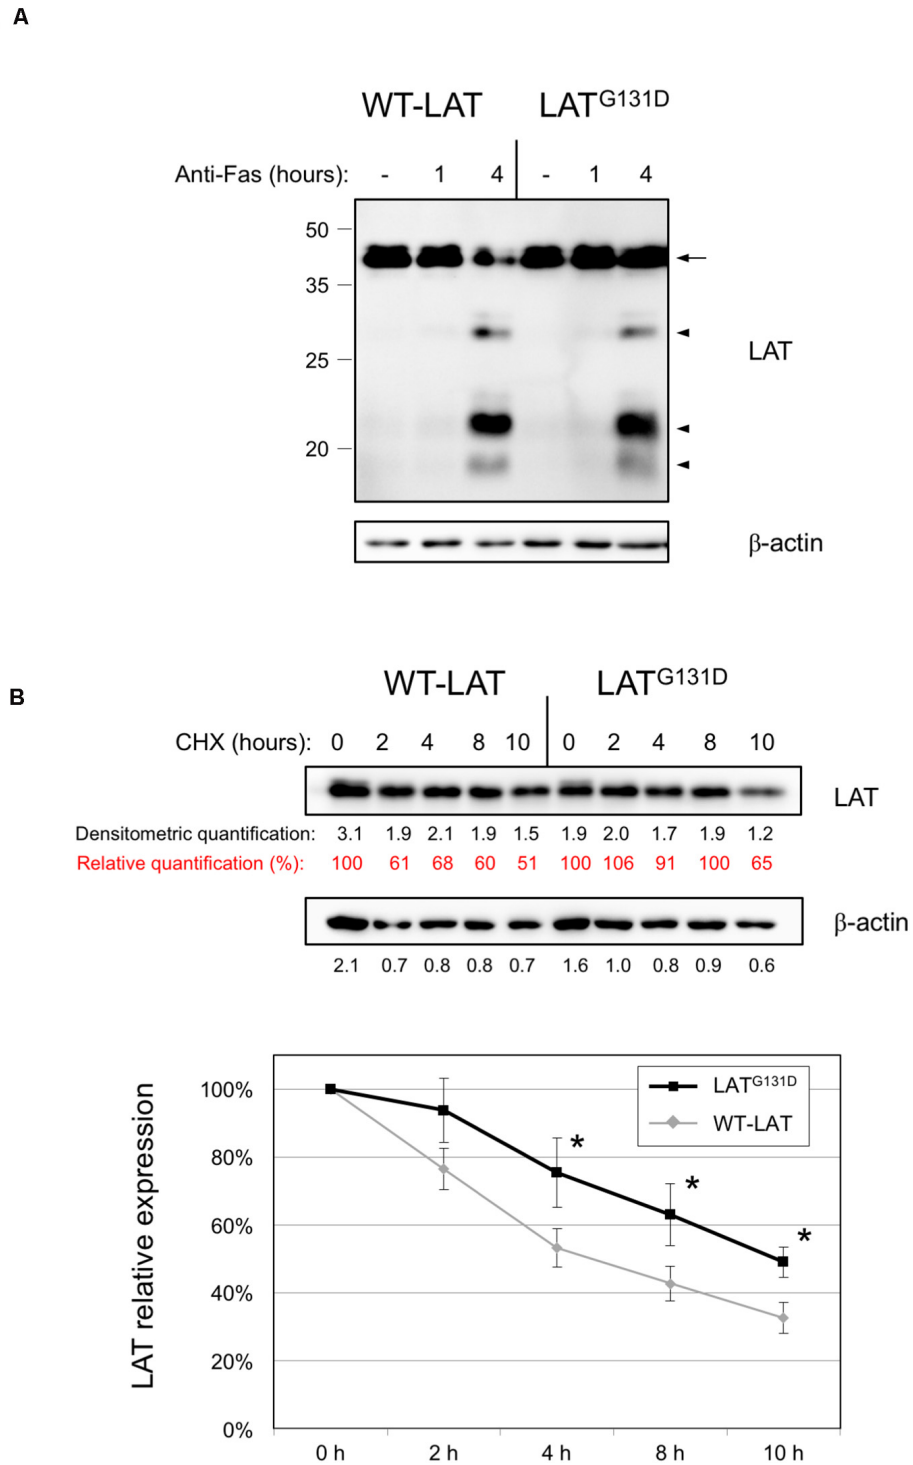 A
WT-LAT LATG131D
Anti-Fas (hours): - 1 4 - 1 4
50
35
25
20
LAT
β-actin
B
WT-LAT LATG131D
CHX (hours): 0 2 4 8 10 0 2 4 8 10
LAT
Densitometric quantification: 3.1 1.9 2.1 1.9 1.5 1.9 2.0 1.7 1.9 1.2
Relative quantification (%): 100 61 68 60 51 100 106 91 100 65
β-actin
2.1 0.7 0.8 0.8 0.7 1.6 1.0 0.8 0.9 0.6
LAT relative expression
100%
80%
60%
40%
20%
0%
LATG131D
WT-LAT
*
*
*
0 h 2 h 4 h 8 h 10 h